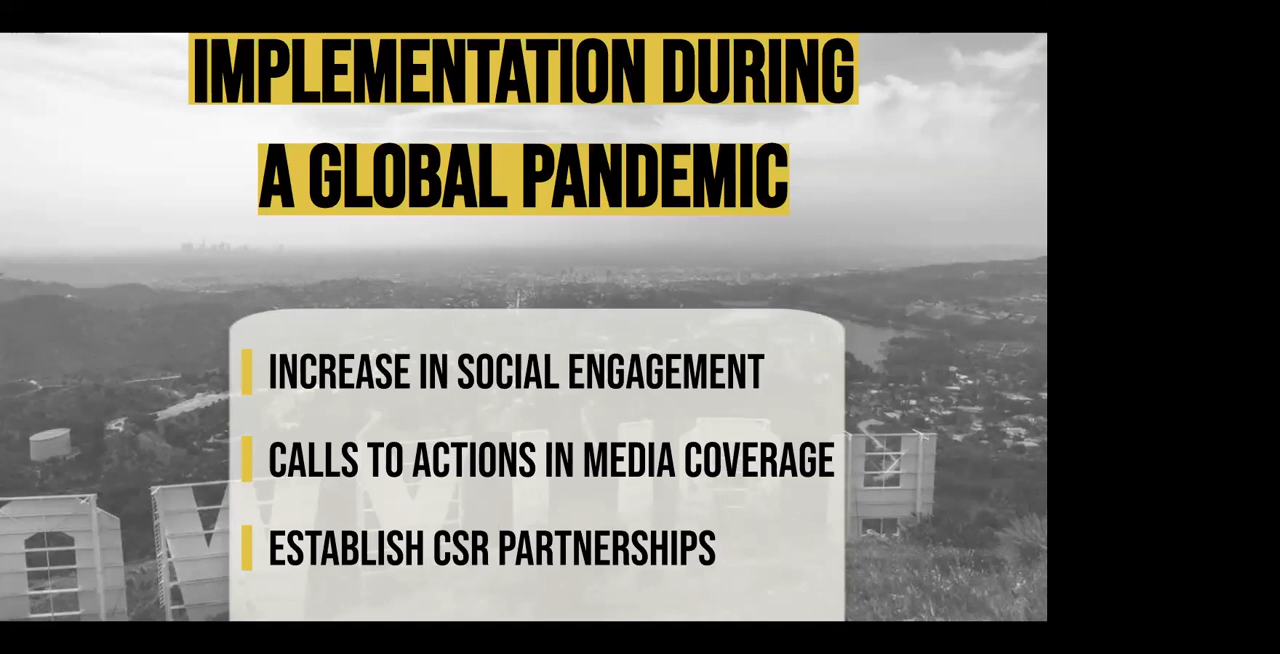 IMPLEMENTATION DURING
A GLOBAL PANDEMIC
INCREASE IN SOCIAL ENGAGEMENT
CALLS TO ACTIONS IN MEDIA COVERAGE
ESTABLISH CSR PARTNERSHIPS